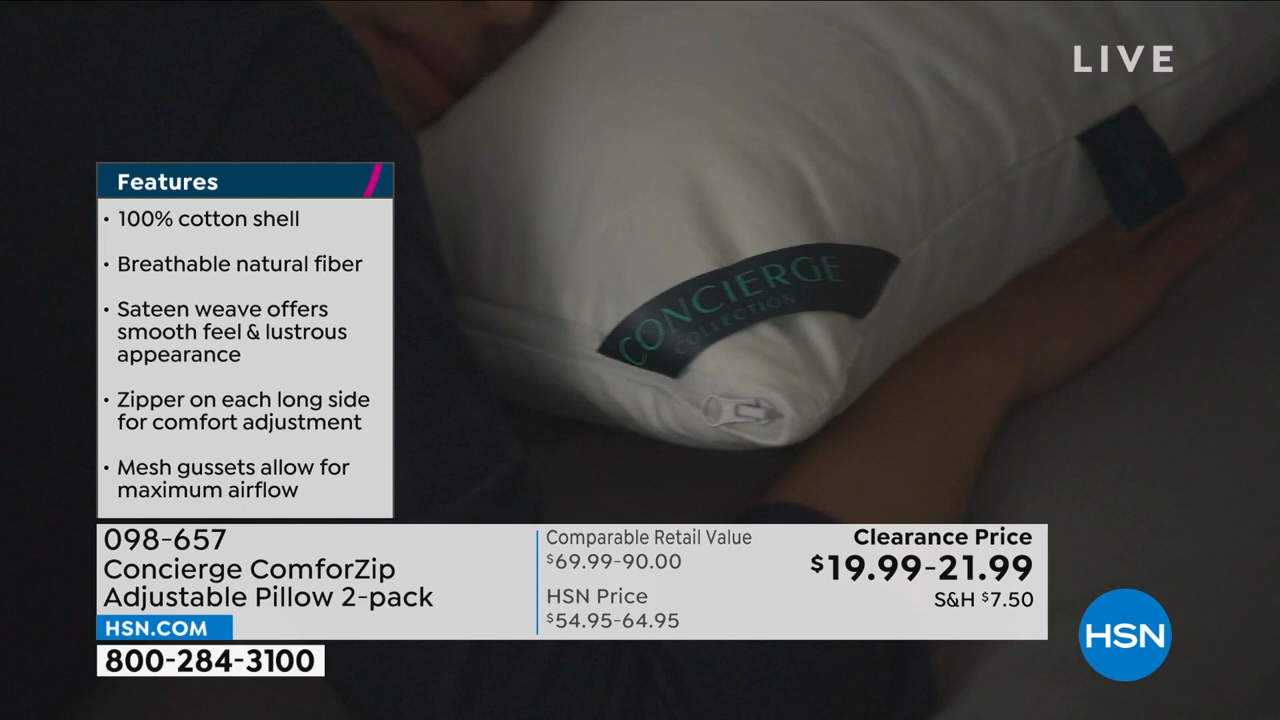 LIVE
Features
• 100% cotton shell
• Breathable natural fiber
• Sateen weave offers
smooth feel & lustrous
appearance
• Zipper on each long side
for comfort adjustment
• Mesh gussets allow for
maximum airflow
CONCIERGE
COLLECTION
098-657
Concierge ComforZip
Adjustable Pillow 2-pack
HSN.COM
800-284-3100
Comparable Retail Value
$69.99-90.00
HSN Price
$54.95-64.95
Clearance Price
$19.99-21.99
S&H $7.50
HSN